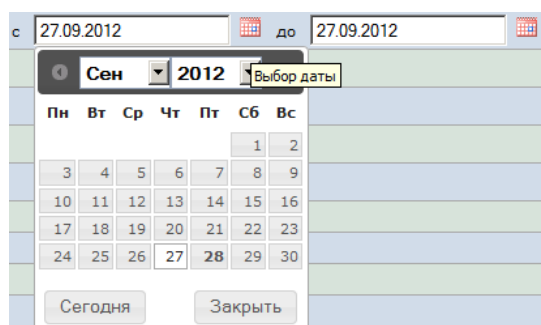 с 27.09.2012 до 27.09.2012
Сен 2012 Выбор даты
Пн Вт Ср Чт Пт Сб Вс
1 2
3 4 5 6 7 8 9
10 11 12 13 14 15 16
17 18 19 20 21 22 23
24 25 26 27 28 29 30
Сегодня Закрыть